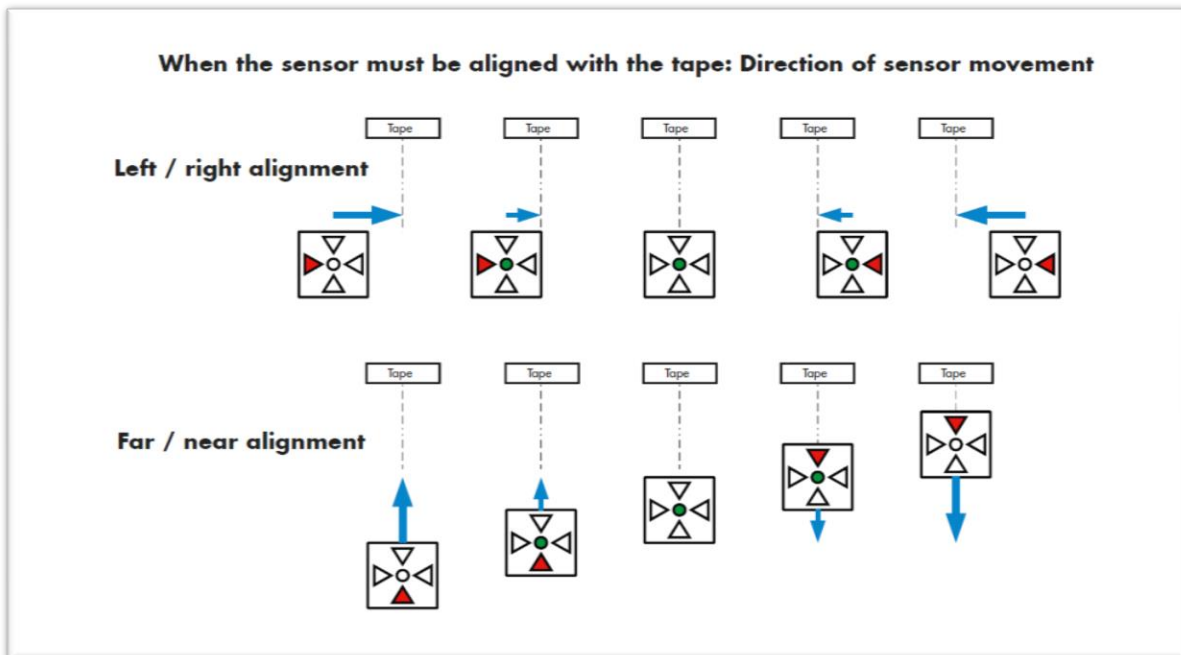 When the sensor must be aligned with the tape: Direction of sensor movement
Tape Tape Tape Tape Tape
Left / right alignment
Tape Tape Tape Tape Tape
Far / near alignment